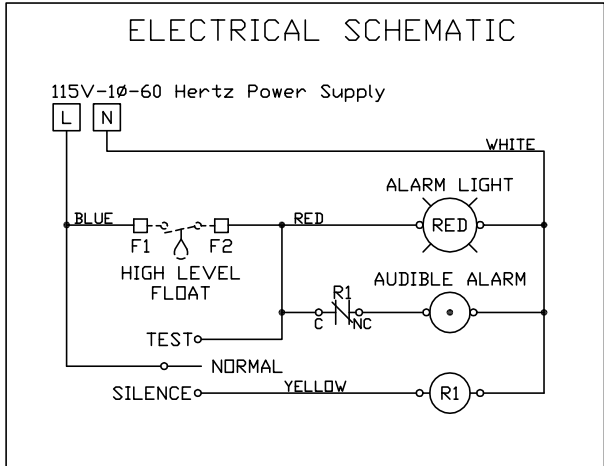 ELECTRICAL SCHEMATIC
115V-1Ø-60 Hertz Power Supply
L N
WHITE
ALARM LIGHT
BLUE
RED
RED
F1 F2
HIGH LEVEL
FLOAT
AUDIBLE ALARM
R1
C NC
TEST
NORMAL
SILENCE
YELLOW
R1